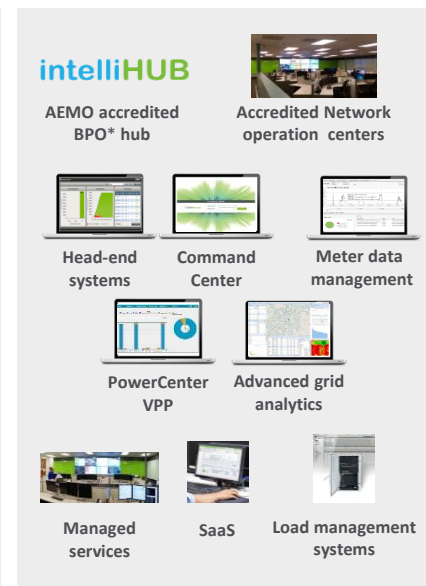 intelliHUB
AEMO accredited
BPO* hub
Accredited Network
operation centers
Head-end
systems
Command
Center
Meter data
management
PowerCenter
VPP
Advanced grid
analytics
Managed
services
SaaS
Load management
systems